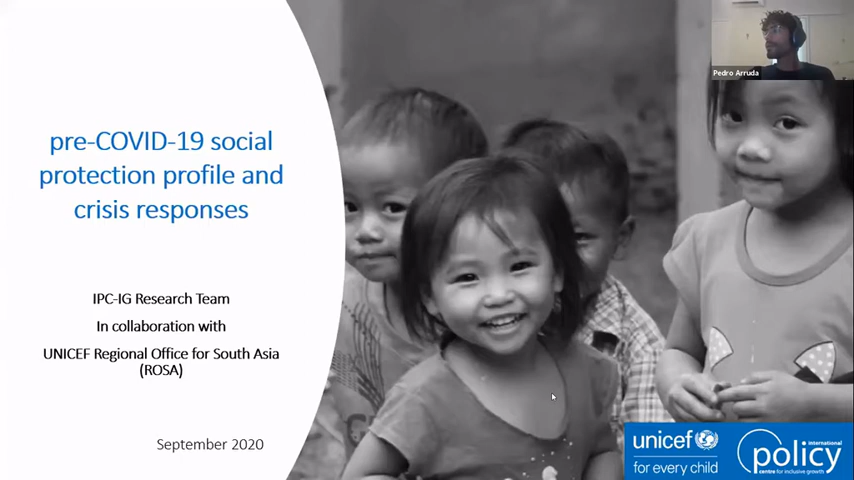 pre-COVID-19 social
protection profile and
crisis responses
IPC-IG Research Team
In collaboration with
UNICEF Regional Office for South Asia
(ROSA)
September 2020
Pedro Arruda
unicef
for every child
international
policy
centre for inclusive growth